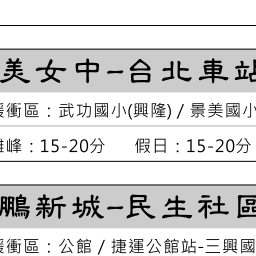 美女中-台北車站
緩衝區：武功國小(興隆) / 景美國小
離峰：15-20分 假日：15-20分
鵬新城-民生社區
緩衝區：公館 / 捷運公館站-三興國